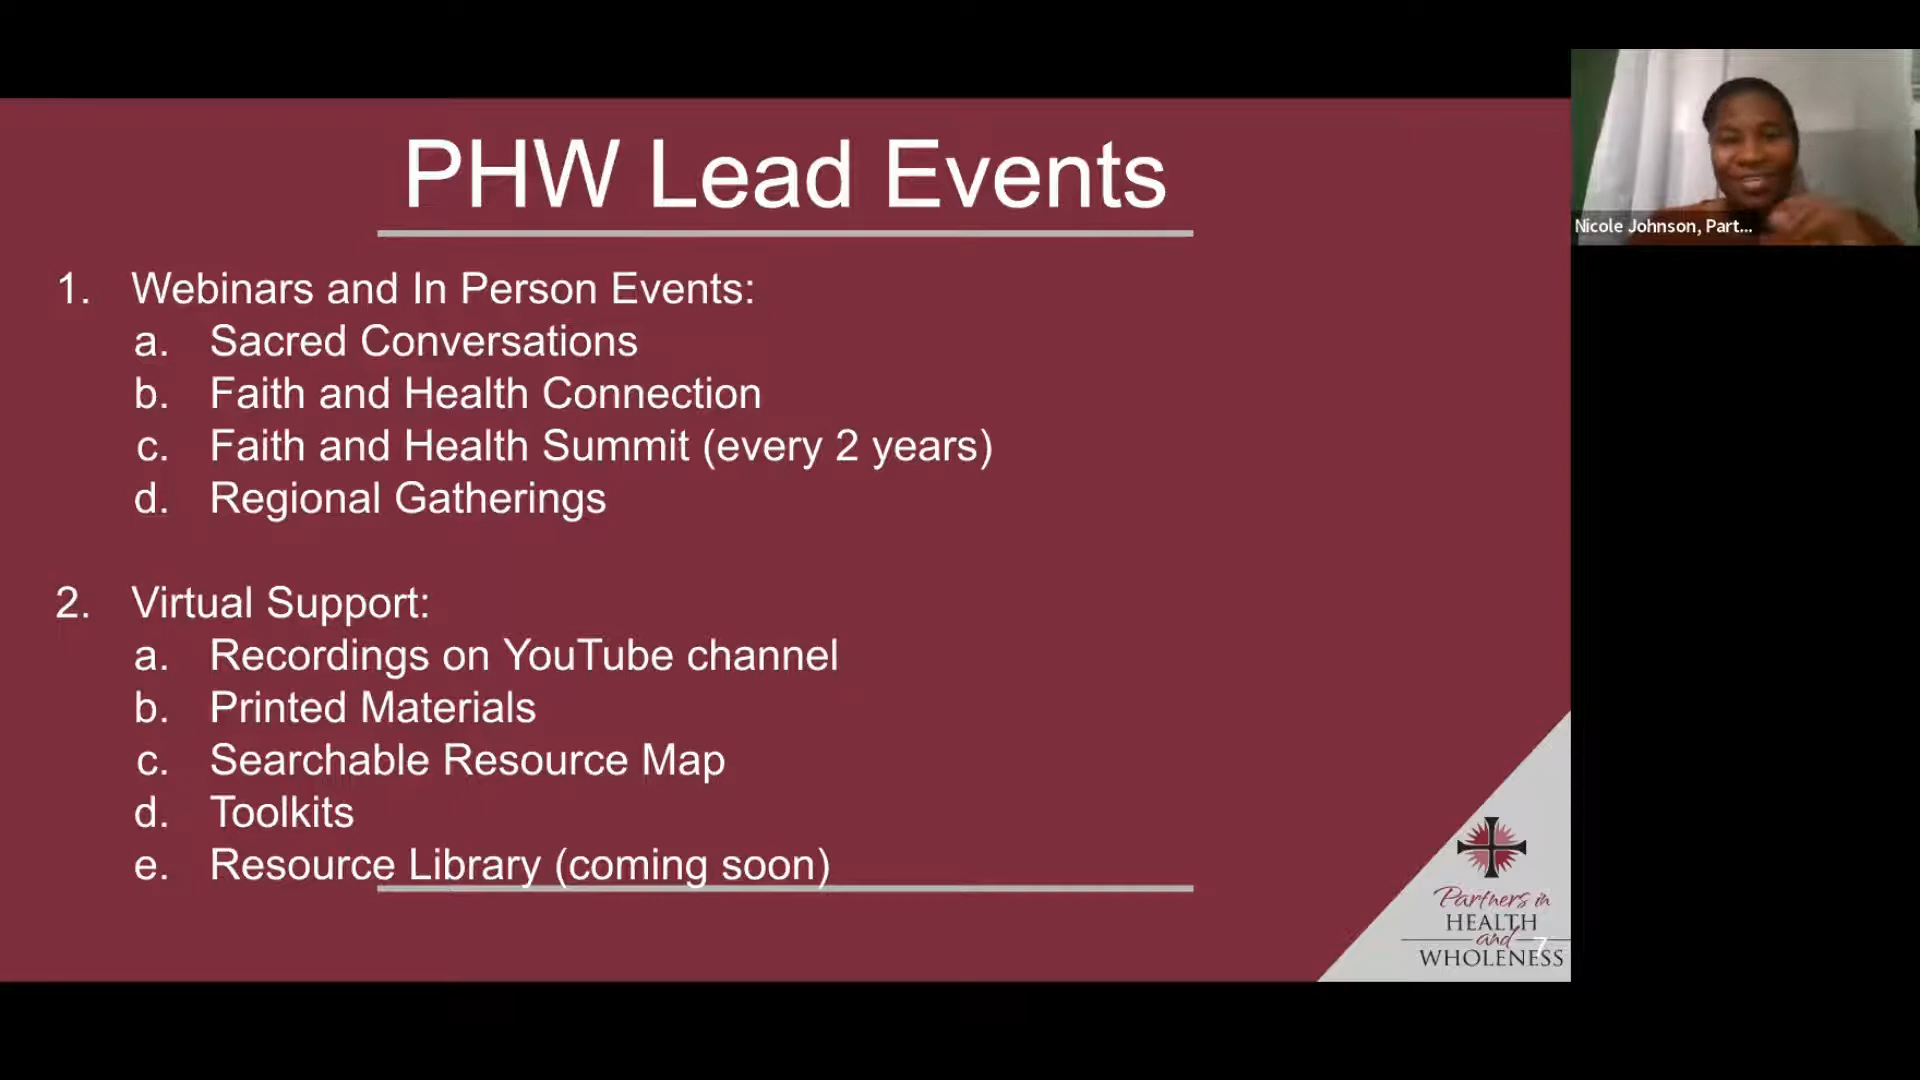 PHW Lead Events
1. Webinars and In Person Events:
a. Sacred Conversations
b. Faith and Health Connection
c. Faith and Health Summit (every 2 years)
d. Regional Gatherings
2. Virtual Support:
a. Recordings on YouTube channel
b. Printed Materials
c. Searchable Resource Map
d. Toolkits
e. Resource Library (coming soon)
Nicole Johnson, Part...
Partners in
HEALTH
and
7
WHOLENESS